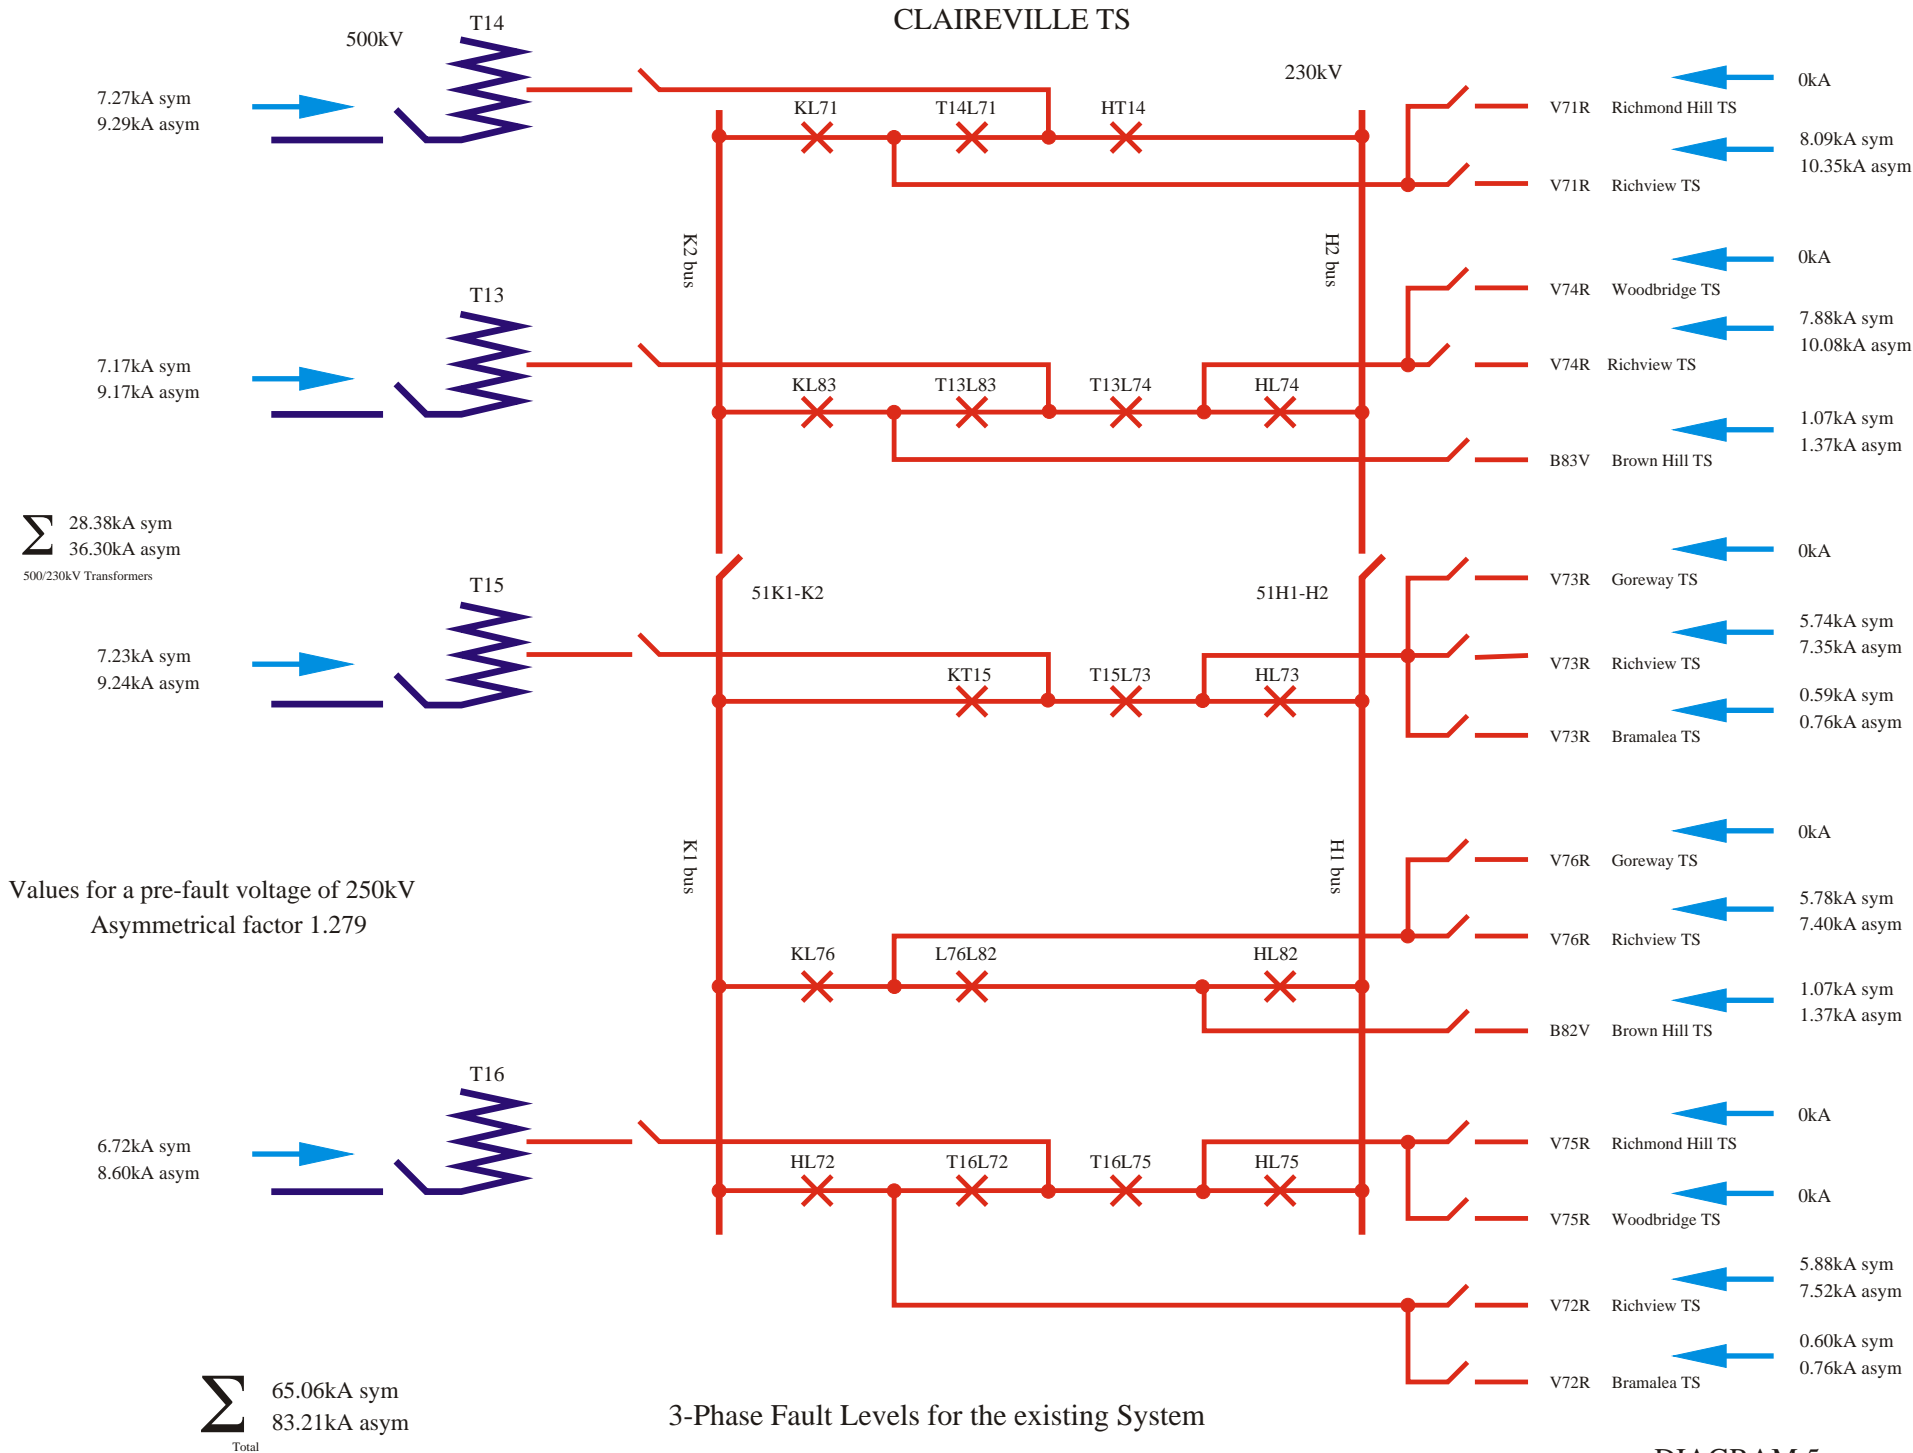 CLAIREVILLE TS
T14
500kV
230kV
7.27kA sym
9.29kA asym
KL71
T14L71
HT14
0kA
V71R Richmond Hill TS
8.09kA sym
10.35kA asym
V71R Richview TS
K2 bus
H2 bus
0kA
V74R Woodbridge TS
T13
7.17kA sym
9.17kA asym
KL83
T13L83
T13L74
HL74
7.88kA sym
10.08kA asym
V74R Richview TS
1.07kA sym
1.37kA asym
B83V Brown Hill TS
Σ 28.38kA sym
36.30kA asym
500/230kV Transformers
T15
51K1-K2
51H1-H2
0kA
V73R Goreway TS
7.23kA sym
9.24kA asym
KT15
T15L73
HL73
5.74kA sym
7.35kA asym
V73R Richview TS
0.59kA sym
0.76kA asym
V73R Bramalea TS
K1 bus
H1 bus
0kA
V76R Goreway TS
Values for a pre-fault voltage of 250kV
Asymmetrical factor 1.279
KL76
L76L82
HL82
5.78kA sym
7.40kA asym
V76R Richview TS
1.07kA sym
1.37kA asym
B82V Brown Hill TS
T16
6.72kA sym
8.60kA asym
HL72
T16L72
T16L75
HL75
0kA
V75R Richmond Hill TS
0kA
V75R Woodbridge TS
5.88kA sym
7.52kA asym
V72R Richview TS
0.60kA sym
0.76kA asym
V72R Bramalea TS
Σ 65.06kA sym
83.21kA asym
Total
3-Phase Fault Levels for the existing System
DIAGRAM 5